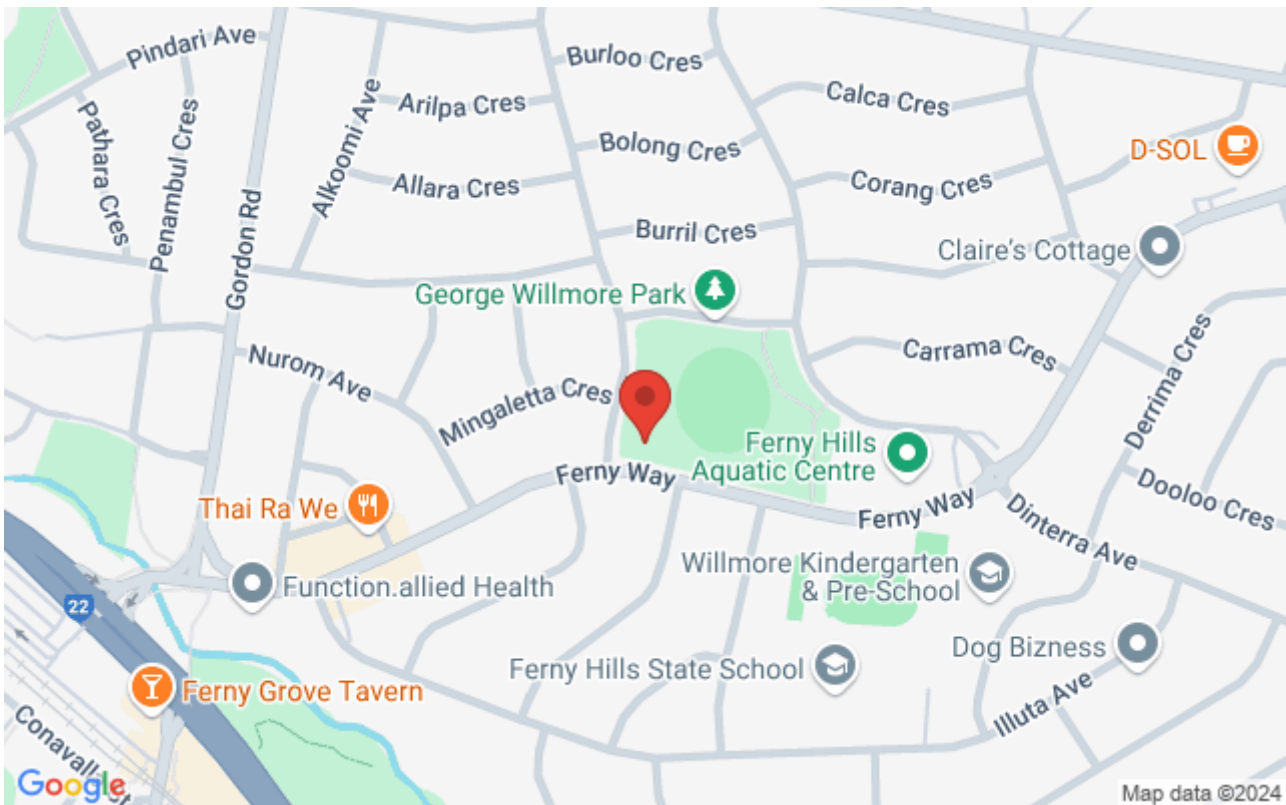 Pindari Ave
Burloo Cres
Calca Cres
Arilpa Cres
Pathara Cres
Penambul Cres
Alkoomi Ave
Bolong Cres
D-SOL
Allara Cres
Corang Cres
Gordon Rd
Burril Cres
Claire's Cottage
George Willmore Park
Nurom Ave
Carrama Cres
Derrima Cres
Mingaletta Cres
Ferny Hills
Aquatic Centre
Ferny Way
Dooloo Cres
Thai Ra We
Ferny Way
Dinterra Ave
Function.allied Health
Willmore Kindergarten
& Pre-School
22
Ferny Hills State School
Dog Bizness
Ferny Grove Tavern
Illuta Ave
Google
Map data ©2024